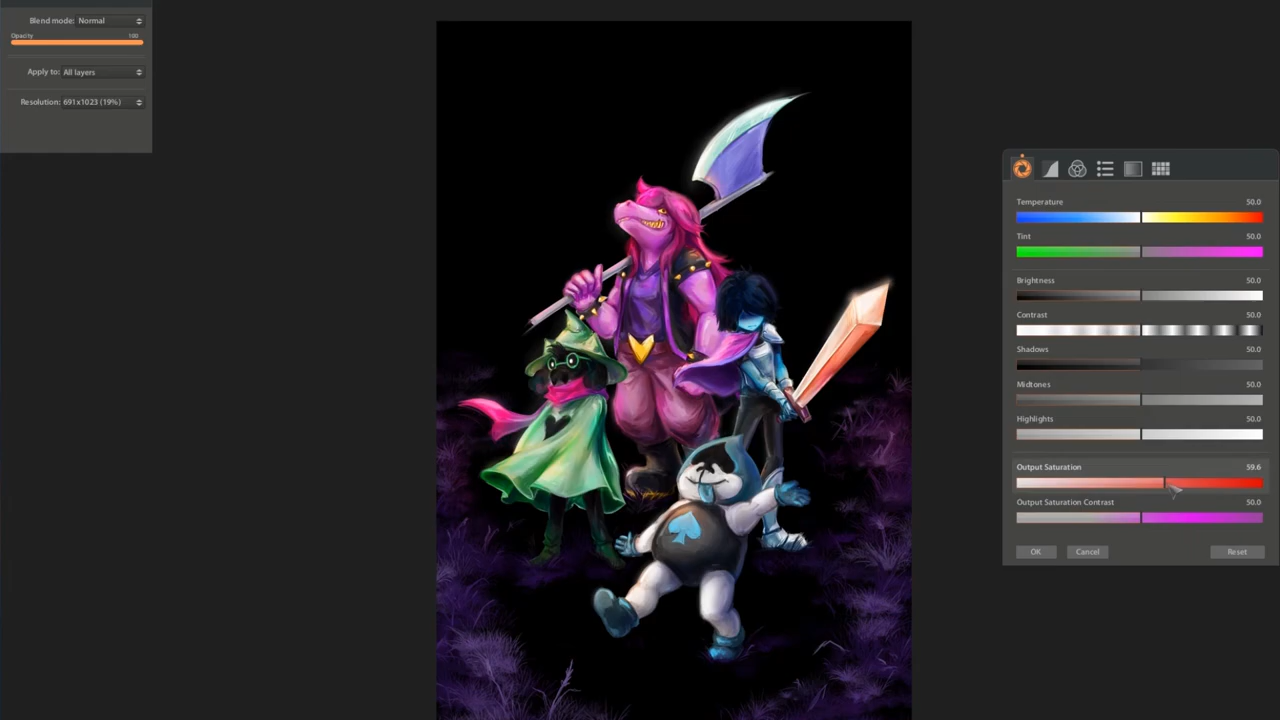 Blend mode: Normal
Opacity 100
Apply to: All layers
Resolution: 691x1023 (19%)
Temperature 50.0
Tint 50.0
Brightness 50.0
Contrast 50.0
Shadows 50.0
Midtones 50.0
Highlights 50.0
Output Saturation 59.6
Output Saturation Contrast 50.0
OK Cancel Reset